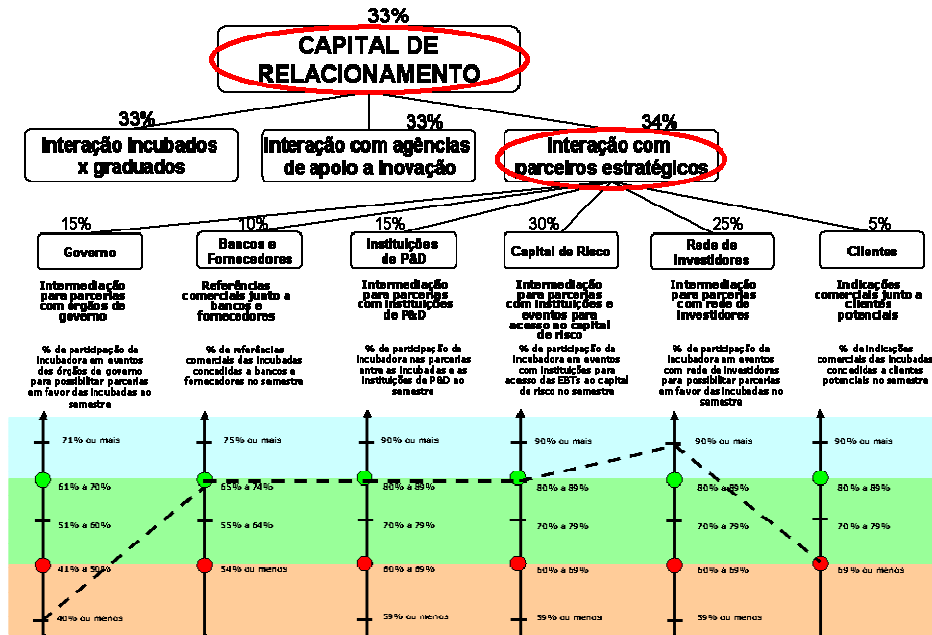 33%
CAPITAL DE
RELACIONAMENTO
33%
Interação Incubados
x graduados
33%
Interação com agências
de apoio a Inovação
34%
Interação com
parceiros estratégicos
15%
Governo
10%
Bancos e
Fornecedores
15%
Instituições
de P&D
30%
Capital de Risco
25%
Rede de
Investidores
5%
Clientes
Intermediação
para parcerias
com órgãos de
governo
Referências
comerciais junto a
bancos e
fornecedores
Intermediação
para parcerias
com Instituições
de P&D
Intermediação
para parcerias
com Instituições e
eventos para
acesso ao capital
de risco
Intermediação
para parcerias
com rede de
Investidores
Indicações
comerciais junto a
clientes
potenciais
% de participação da
incubadora em eventos
dos órgãos de governo
para possibilitar parcerias
em favor das incubadas no
semestre
% de referências
comerciais das incubadas
concedidas a bancos e
fornecedores no semestre
% de participação da
incubadora nas parcerias
entre as incubadas e as
instituições de P&D no
semestre
% de participação da
incubadora em eventos
com instituições para
acesso das EBTs ao capital
de risco no semestre
% de participação da
incubadora em eventos
com rede de investidores
para possibilitar parcerias
em favor das incubadas no
semestre
% de indicações
comerciais das incubadas
concedidas a clientes
potenciais no semestre
71% ou mais
61% à 70%
51% a 60%
41% a 50%
40% ou menos
75% ou mais
65% à 74%
55% à 64%
54% ou menos
90% ou mais
80% à 89%
70% à 79%
60% à 69%
59% ou menos
90% ou mais
80% à 89%
70% à 79%
60% à 69%
59% ou menos
90% ou mais
80% à 89%
70% à 79%
60% à 69%
59% ou menos
90% ou mais
80% à 89%
70% à 79%
69% ou menos